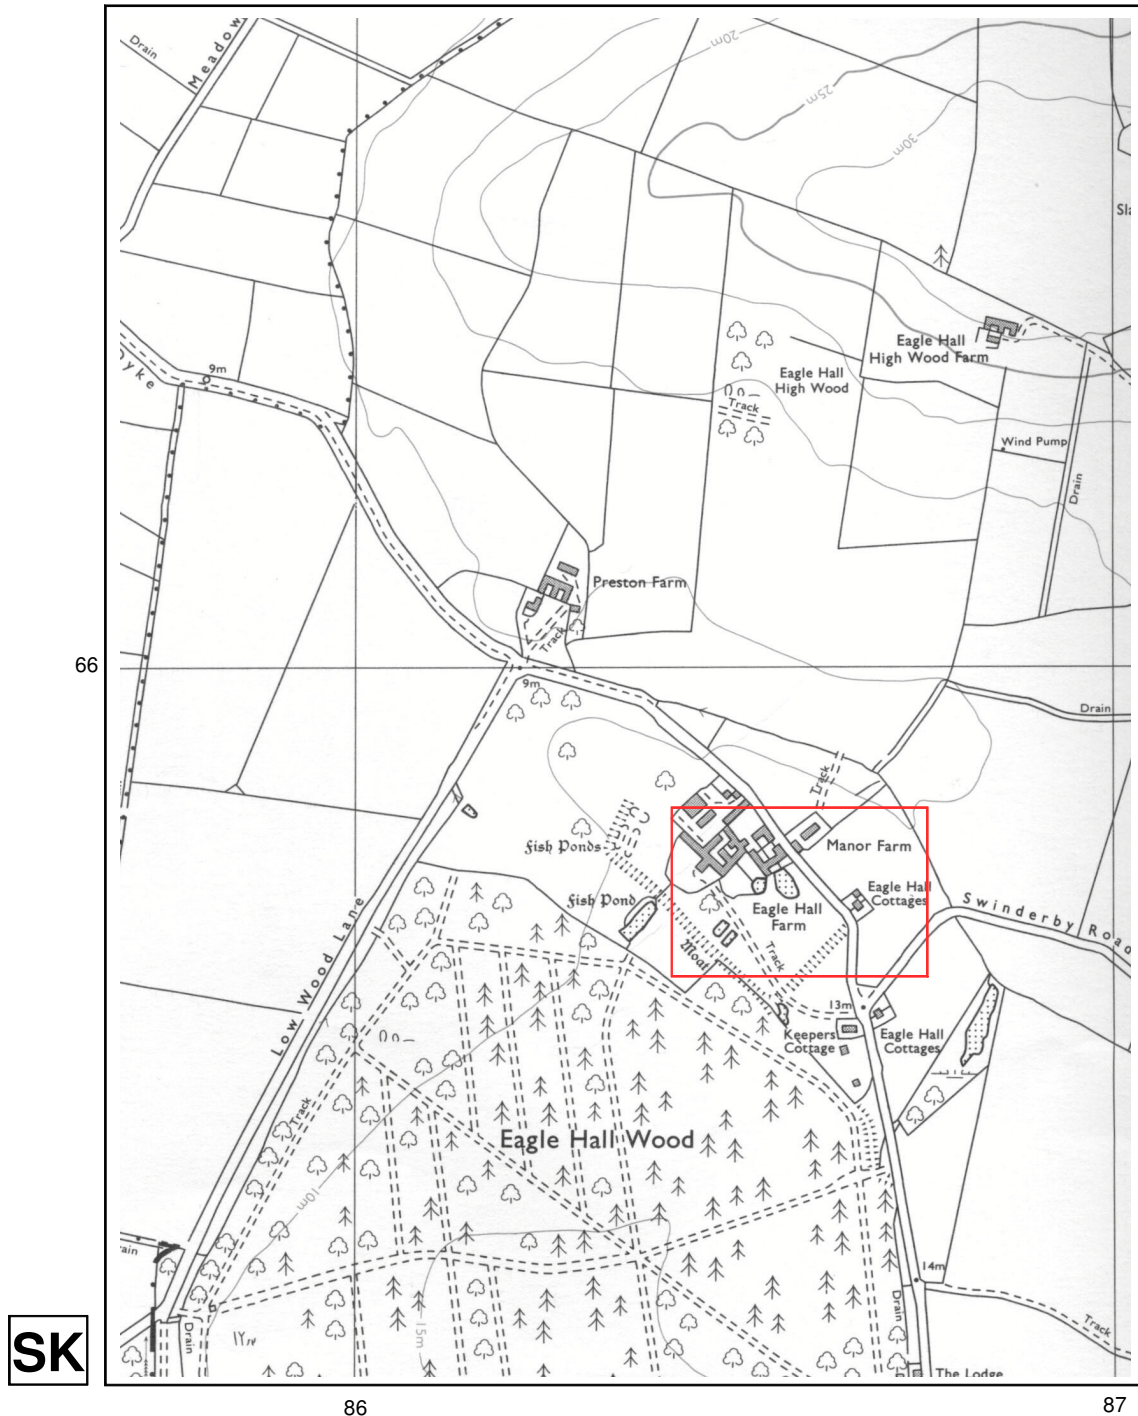 Drain
Meadow
20m
25m
30m
Sla
yke
9m
Eagle Hall
High Wood Farm
Eagle Hall
High Wood
Track
Wind Pump
Drain
Preston Farm
Track
66
9m
Drain
Track
Fish Ponds
Manor Farm
Fish Pond
Eagle Hall
Cottages
Eagle Hall
Farm
Swinderby Road
Moat
Track
Low Wood Lane
13m
Keepers
Cottage
Eagle Hall
Cottages
Track
Eagle Hall Wood
10m
rain
14m
15m
Drain
Drain
Track
The Lodge
SK
86
87